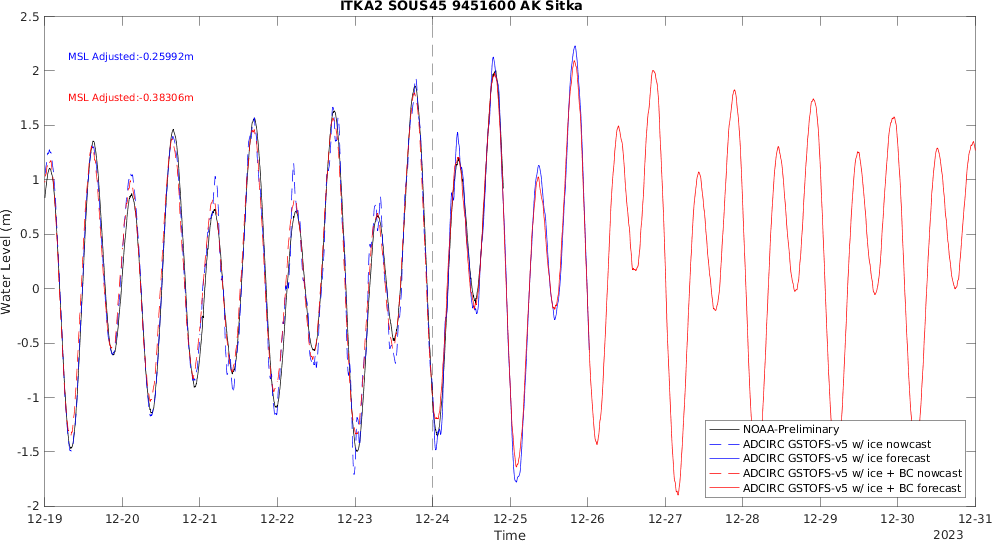 ITKA2 SOUS45 9451600 AK Sitka
MSL Adjusted:-0.25992m
MSL Adjusted:-0.38306m
2.5
2
1.5
1
0.5
0
-0.5
-1
-1.5
-2
Water Level (m)
NOAA-Preliminary
ADCIRC GSTOFS-v5 w/ ice nowcast
ADCIRC GSTOFS-v5 w/ ice forecast
ADCIRC GSTOFS-v5 w/ ice + BC nowcast
ADCIRC GSTOFS-v5 w/ ice + BC forecast
12-19 12-20 12-21 12-22 12-23 12-24 12-25 12-26 12-27 12-28 12-29 12-30 12-31
Time
2023